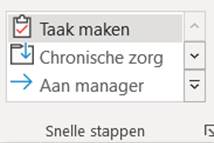 Taak maken
Chronische zorg
Aan manager
Snelle stappen